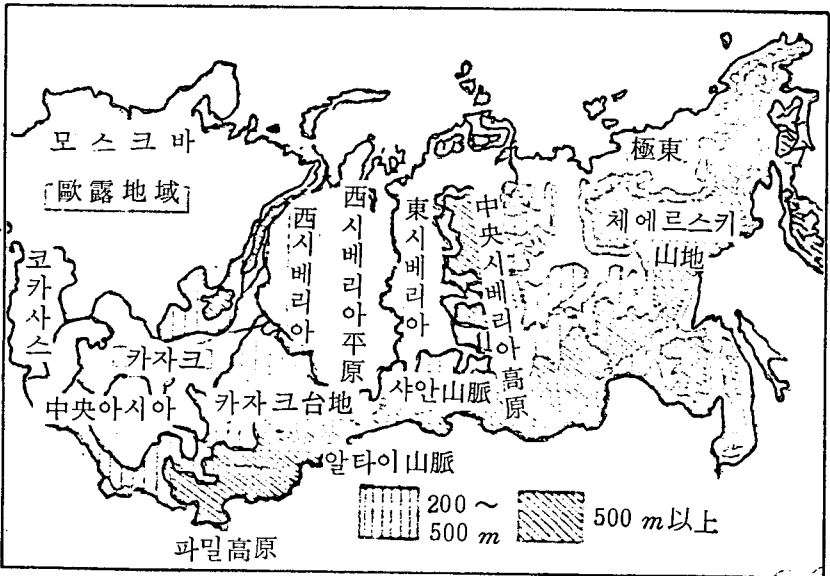 모스크바
歐露地域
코카사스
카자크
中央아시아
西시베리아
西시베리아平原
東시베리아
中央시베리아高原
極東
체에르스키
山地
카자크台地
샤안山脈
알타이山脈
파밀高原
200～
500 m
500 m以上